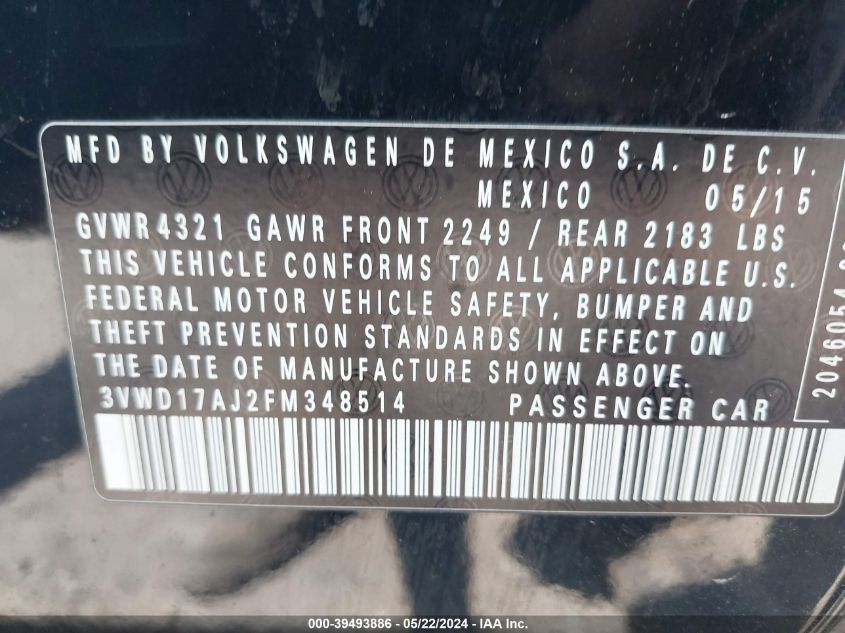 MFD BY VOLKSWAGEN DE MEXICO S.A. DE C.V.
MEXICO 05/15
GVWR 4321 GAWR FRONT 2249 / REAR 2183 LBS
THIS VEHICLE CONFORMS TO ALL APPLICABLE U.S.
FEDERAL MOTOR VEHICLE SAFETY, BUMPER AND
THEFT PREVENTION STANDARDS IN EFFECT ON
THE DATE OF MANUFACTURE SHOWN ABOVE.
3VWD17AJ2FM348514 PASSENGER CAR
2046054
000-39493886 - 05/22/2024 - IAA Inc.